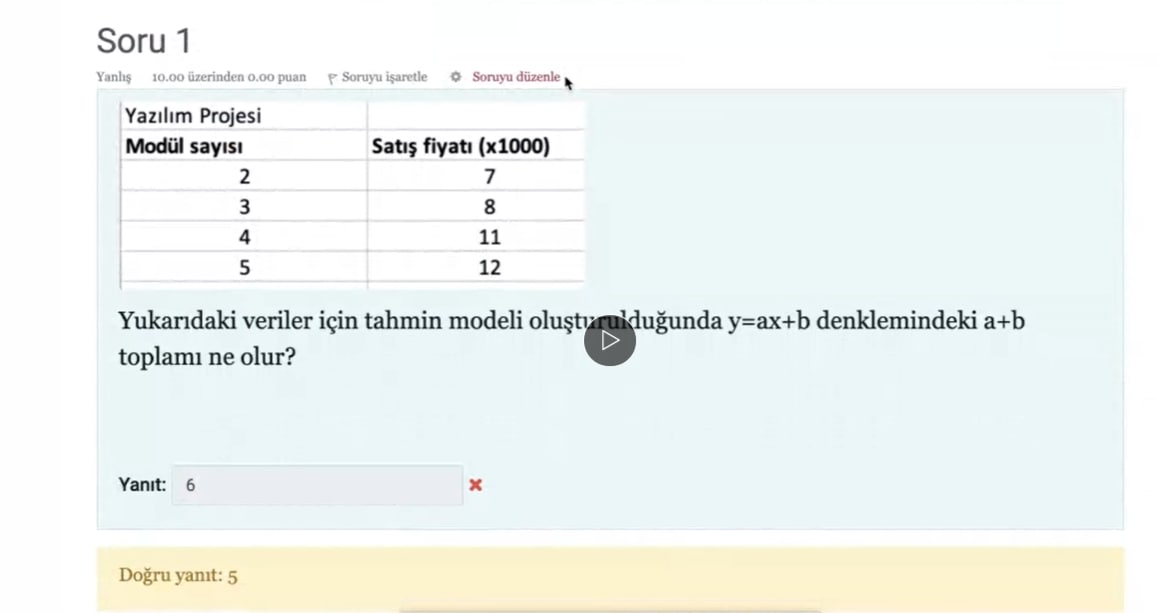 Soru 1
Yanlış 10.00 üzerinden 0.00 puan Soruyu işaretle Soruyu düzenle
Yazılım Projesi
Modül sayısı Satış fiyatı (x1000)
2 7
3 8
4 11
5 12
Yukarıdaki veriler için tahmin modeli oluşturulduğunda y=ax+b denklemindeki a+b
toplamı ne olur?
Yanıt: 6
Doğru yanıt: 5